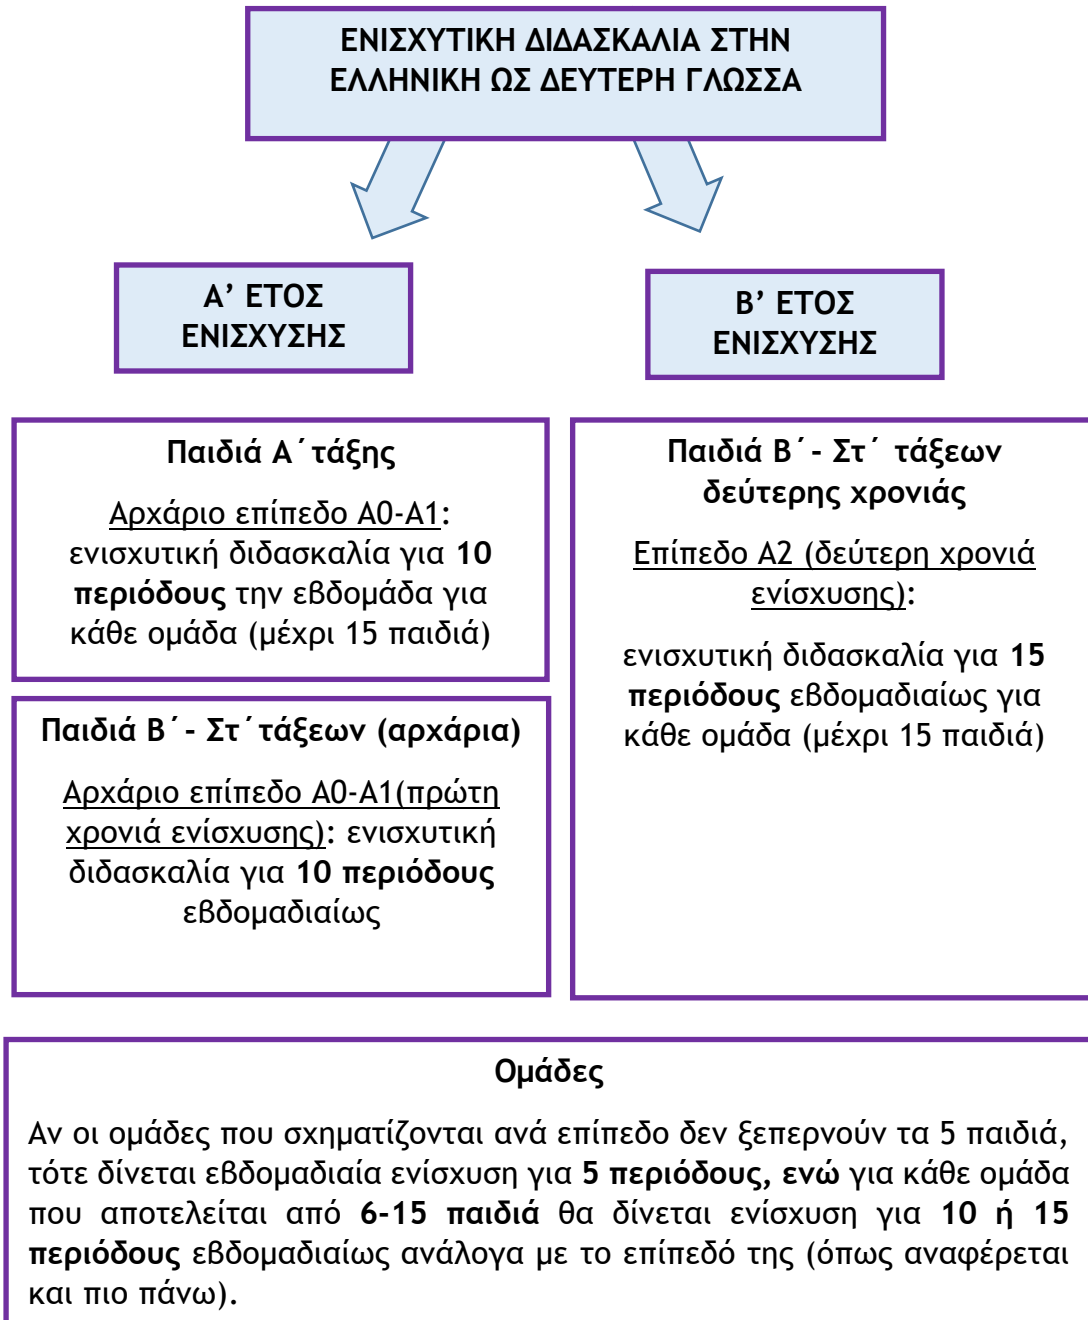 ΕΝΙΣΧΥΤΙΚΗ ΔΙΔΑΣΚΑΛΙΑ ΣΤΗΝ
ΕΛΛΗΝΙΚΗ ΩΣ ΔΕΥΤΕΡΗ ΓΛΩΣΣΑ
Α’ ΕΤΟΣ
ΕΝΙΣΧΥΣΗΣ
Β’ ΕΤΟΣ
ΕΝΙΣΧΥΣΗΣ
Παιδιά Α΄τάξης
Αρχάριο επίπεδο Α0-Α1:
ενισχυτική διδασκαλία για 10
περιόδους την εβδομάδα για
κάθε ομάδα (μέχρι 15 παιδιά)
Παιδιά Β΄- Στ΄τάξεων (αρχάρια)
Αρχάριο επίπεδο Α0-Α1(πρώτη
χρονιά ενίσχυσης): ενισχυτική
διδασκαλία για 10 περιόδους
εβδομαδιαίως
Παιδιά Β΄- Στ΄ τάξεων
δεύτερης χρονιάς
Επίπεδο Α2 (δεύτερη χρονιά
ενίσχυσης):
ενισχυτική διδασκαλία για 15
περιόδους εβδομαδιαίως για
κάθε ομάδα (μέχρι 15 παιδιά)
Ομάδες
Αν οι ομάδες που σχηματίζονται ανά επίπεδο δεν ξεπερνούν τα 5 παιδιά,
τότε δίνεται εβδομαδιαία ενίσχυση για 5 περιόδους, ενώ για κάθε ομάδα
που αποτελείται από 6-15 παιδιά θα δίνεται ενίσχυση για 10 ή 15
περιόδους εβδομαδιαίως ανάλογα με το επίπεδό της (όπως αναφέρεται
και πιο πάνω).